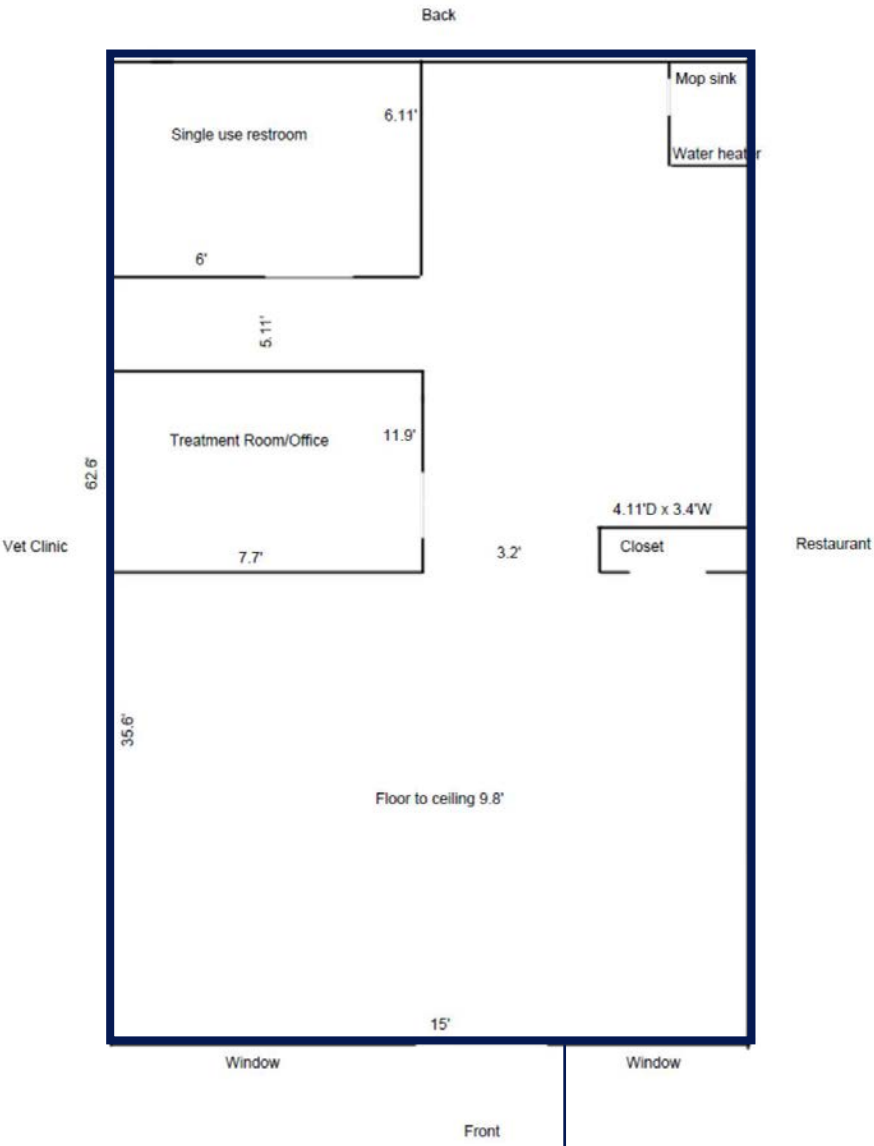 Back
Mop sink
6.11'
Single use restroom
Water heater
6'
5.11'
Treatment Room/Office
11.9'
62.6'
4.11'D x 3.4'W
Vet Clinic
7.7'
3.2'
Closet
Restaurant
35.6'
Floor to ceiling 9.8'
15'
Window
Window
Front